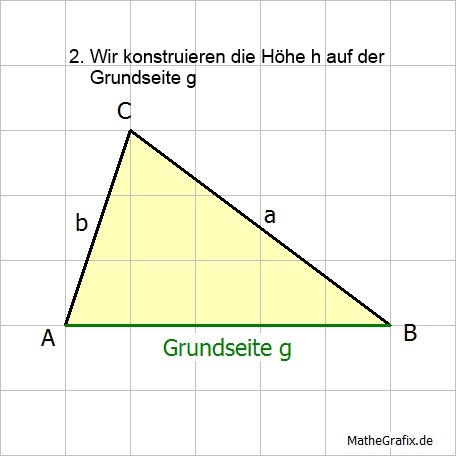 2. Wir konstruieren die Höhe h auf der
Grundseite g
C
b
a
A
B
Grundseite g
MatheGrafix.de